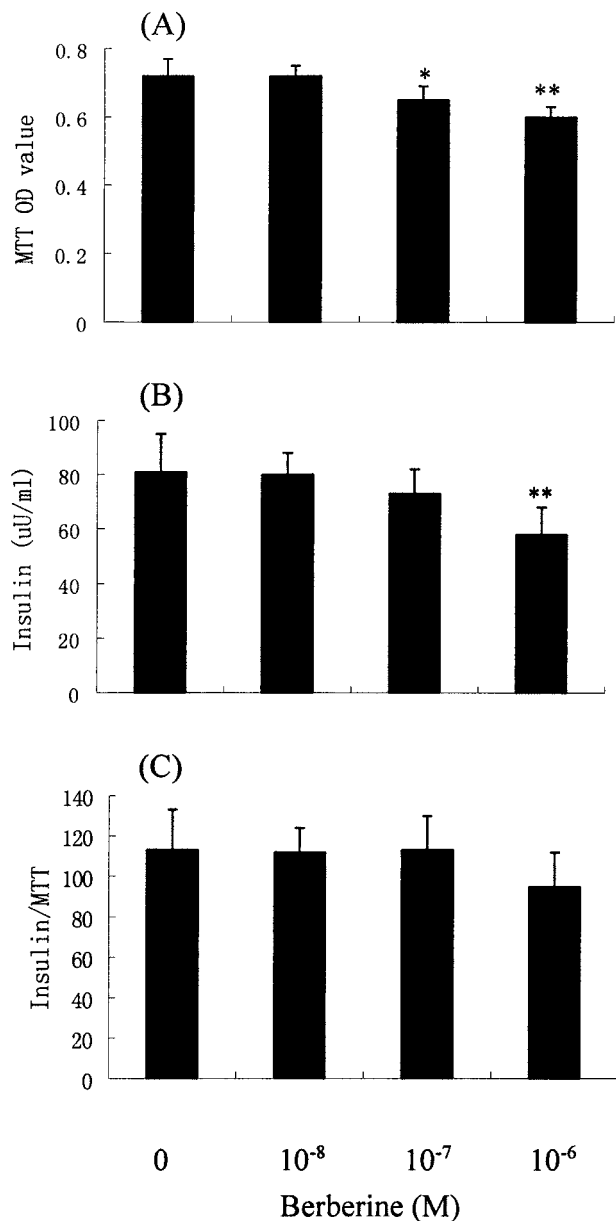 (A)
MTT OD value
0.8
0.6
0.4
0.2
0
*
**
(B)
Insulin (uU/ml)
100
80
60
40
20
0
**
(C)
Insulin/MTT
140
120
100
80
60
40
20
0
0 10⁻⁸ 10⁻⁷ 10⁻⁶
Berberine (M)